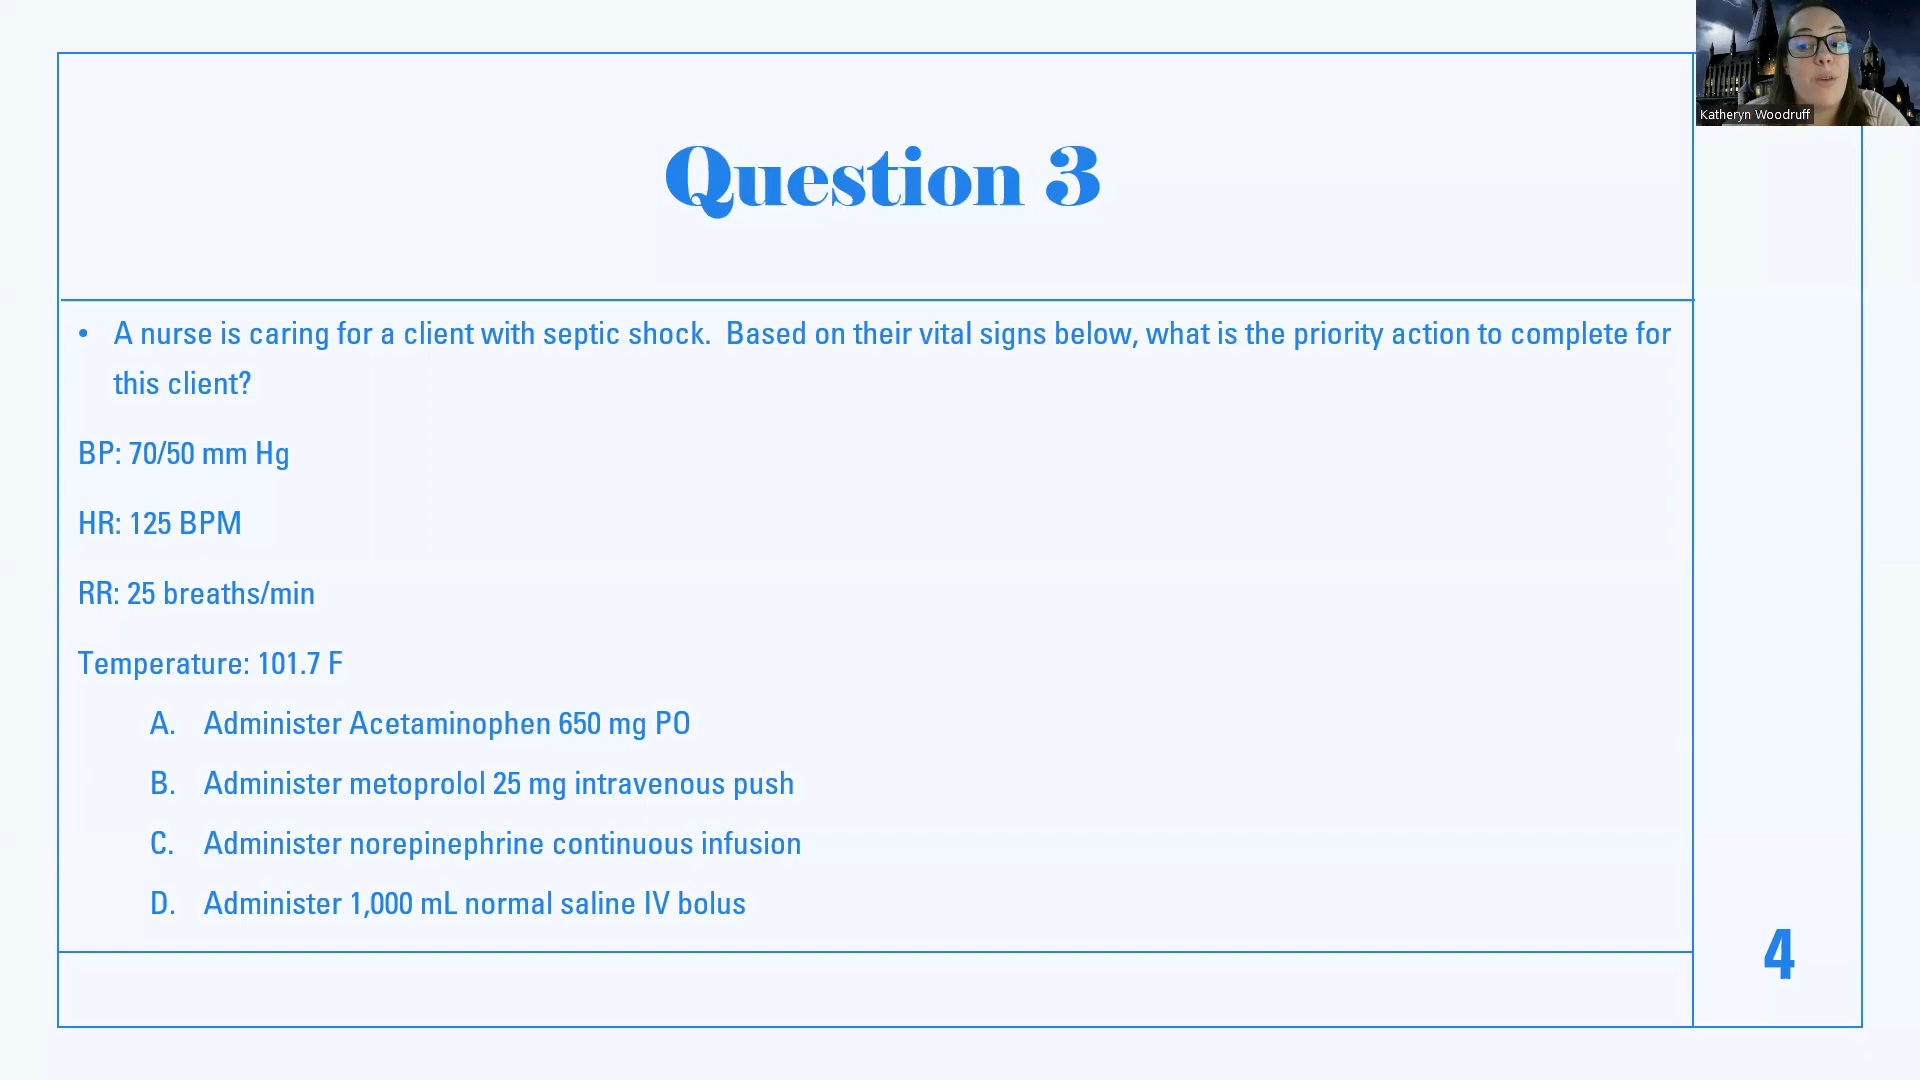 Katheryn Woodruff
Question 3
• A nurse is caring for a client with septic shock.  Based on their vital signs below, what is the priority action to complete for
this client?
BP: 70/50 mm Hg
HR: 125 BPM
RR: 25 breaths/min
Temperature: 101.7 F
A. Administer Acetaminophen 650 mg PO
B. Administer metoprolol 25 mg intravenous push
C. Administer norepinephrine continuous infusion
D. Administer 1,000 mL normal saline IV bolus
4